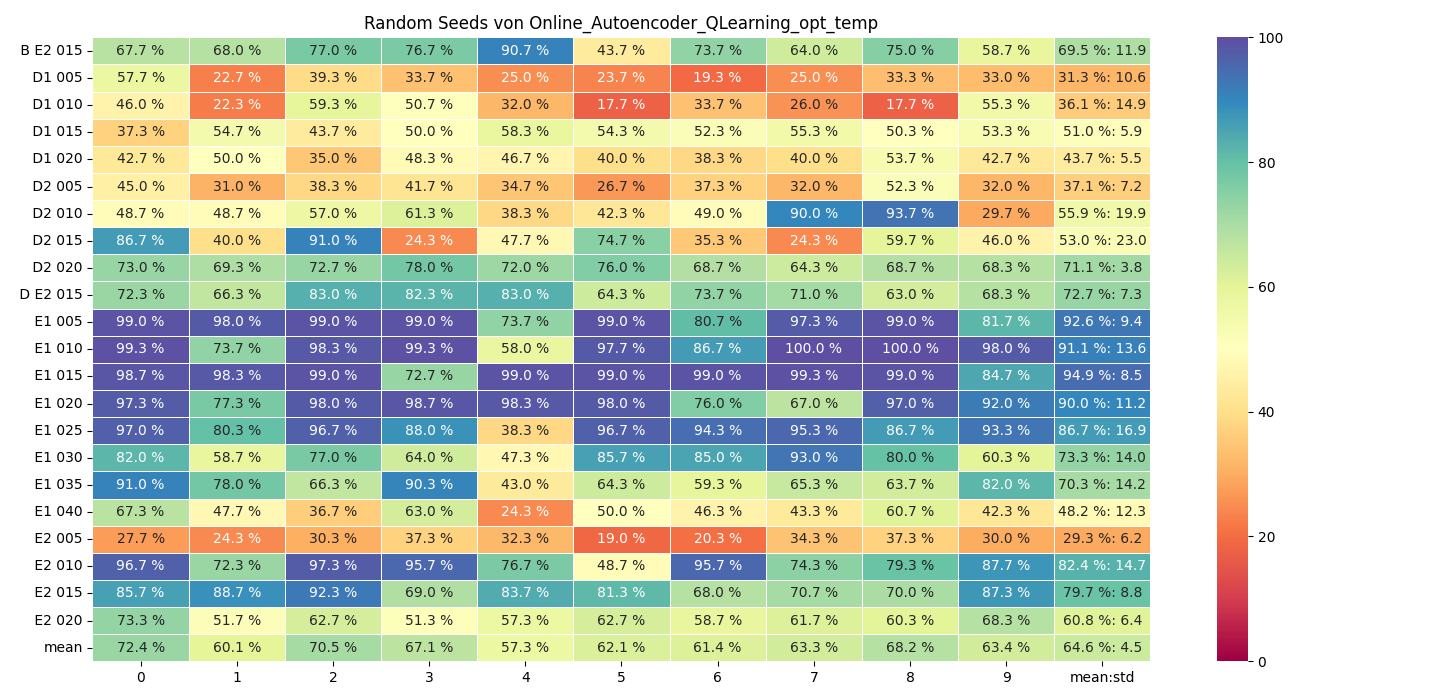 Random Seeds von Online_Autoencoder_QLearning_opt_temp
B E2 015 67.7 % 68.0 % 77.0 % 76.7 % 90.7 % 43.7 % 73.7 % 64.0 % 75.0 % 58.7 % 69.5 %: 11.9
D1 005 57.7 % 22.7 % 39.3 % 33.7 % 25.0 % 23.7 % 19.3 % 25.0 % 33.3 % 33.0 % 31.3 %: 10.6
D1 010 46.0 % 22.3 % 59.3 % 50.7 % 32.0 % 17.7 % 33.7 % 26.0 % 17.7 % 55.3 % 36.1 %: 14.9
D1 015 37.3 % 54.7 % 43.7 % 50.0 % 58.3 % 54.3 % 52.3 % 55.3 % 50.3 % 53.3 % 51.0 %: 5.9
D1 020 42.7 % 50.0 % 35.0 % 48.3 % 46.7 % 40.0 % 38.3 % 40.0 % 53.7 % 42.7 % 43.7 %: 5.5
D2 005 45.0 % 31.0 % 38.3 % 41.7 % 34.7 % 26.7 % 37.3 % 32.0 % 52.3 % 32.0 % 37.1 %: 7.2
D2 010 48.7 % 48.7 % 57.0 % 61.3 % 38.3 % 42.3 % 49.0 % 90.0 % 93.7 % 29.7 % 55.9 %: 19.9
D2 015 86.7 % 40.0 % 91.0 % 24.3 % 47.7 % 74.7 % 35.3 % 24.3 % 59.7 % 46.0 % 53.0 %: 23.0
D2 020 73.0 % 69.3 % 72.7 % 78.0 % 72.0 % 76.0 % 68.7 % 64.3 % 68.7 % 68.3 % 71.1 %: 3.8
D E2 015 72.3 % 66.3 % 83.0 % 82.3 % 83.0 % 64.3 % 73.7 % 71.0 % 63.0 % 68.3 % 72.7 %: 7.3
E1 005 99.0 % 98.0 % 99.0 % 99.0 % 73.7 % 99.0 % 80.7 % 97.3 % 99.0 % 81.7 % 92.6 %: 9.4
E1 010 99.3 % 73.7 % 98.3 % 99.3 % 58.0 % 97.7 % 86.7 % 100.0 % 100.0 % 98.0 % 91.1 %: 13.6
E1 015 98.7 % 98.3 % 99.0 % 72.7 % 99.0 % 99.0 % 99.0 % 99.3 % 99.0 % 84.7 % 94.9 %: 8.5
E1 020 97.3 % 77.3 % 98.0 % 98.7 % 98.3 % 98.0 % 76.0 % 67.0 % 97.0 % 92.0 % 90.0 %: 11.2
E1 025 97.0 % 80.3 % 96.7 % 88.0 % 38.3 % 96.7 % 94.3 % 95.3 % 86.7 % 93.3 % 86.7 %: 16.9
E1 030 82.0 % 58.7 % 77.0 % 64.0 % 47.3 % 85.7 % 85.0 % 93.0 % 80.0 % 60.3 % 73.3 %: 14.0
E1 035 91.0 % 78.0 % 66.3 % 90.3 % 43.0 % 64.3 % 59.3 % 65.3 % 63.7 % 82.0 % 70.3 %: 14.2
E1 040 67.3 % 47.7 % 36.7 % 63.0 % 24.3 % 50.0 % 46.3 % 43.3 % 60.7 % 42.3 % 48.2 %: 12.3
E2 005 27.7 % 24.3 % 30.3 % 37.3 % 32.3 % 19.0 % 20.3 % 34.3 % 37.3 % 30.0 % 29.3 %: 6.2
E2 010 96.7 % 72.3 % 97.3 % 95.7 % 76.7 % 48.7 % 95.7 % 74.3 % 79.3 % 87.7 % 82.4 %: 14.7
E2 015 85.7 % 88.7 % 92.3 % 69.0 % 83.7 % 81.3 % 68.0 % 70.7 % 70.0 % 87.3 % 79.7 %: 8.8
E2 020 73.3 % 51.7 % 62.7 % 51.3 % 57.3 % 62.7 % 58.7 % 61.7 % 60.3 % 68.3 % 60.8 %: 6.4
mean 72.4 % 60.1 % 70.5 % 67.1 % 57.3 % 62.1 % 61.4 % 63.3 % 68.2 % 63.4 % 64.6 %: 4.5
0 1 2 3 4 5 6 7 8 9 mean:std
100
80
60
40
20
0